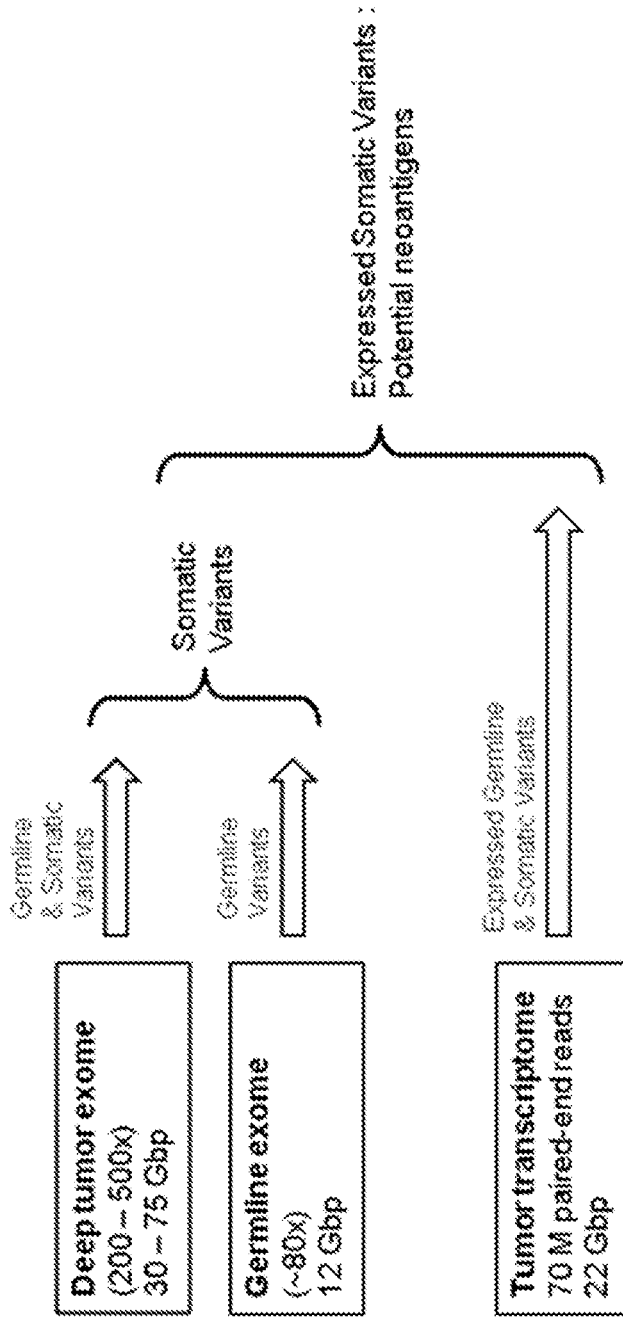 Deep tumor exome
(200 – 500x)
30 – 75 Gbp
Germline
& Somatic
Variants
Germline exome
(~80x)
12 Gbp
Germline
Variants
Somatic
Variants
Tumor transcriptome
70 M paired-end reads
22 Gbp
Expressed Germline
& Somatic Variants
Expressed Somatic Variants :
Potential neoantigens